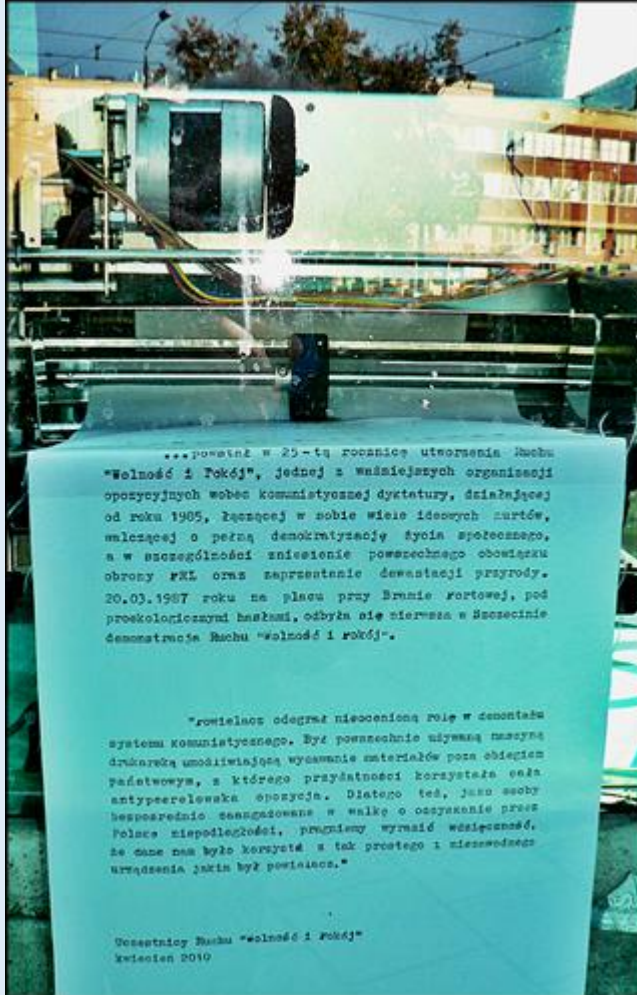 ...powstał w 25-tą rocznicę utworzenia Ruchu
"Wolność i Pokój", jednej z ważniejszych organizacji
opozycyjnych wobec komunistycznej dyktatury, działającej
od roku 1985, łączącej w sobie wiele ideowych nurtów,
walczącej o pełną demokratyzację życia społecznego,
a w szczególności zniesienie powszechnego obowiązku
obrony PRL oraz zaprzestanie dewastacji przyrody.
20.03.1987 roku na placu przy Bramie Portowej, pod
proekologicznymi hasłami, odbyła się pierwsza w Szczecinie
demonstracja Ruchu "Wolność i Pokój".
"Powielacz odegrał nieocenioną rolę w demontażu
systemu komunistycznego. Był powszechnie używaną maszyną
drukarską umożliwiającą wydawanie materiałów poza obiegiem
państwowym, z którego przydatności korzystała cała
antypeerelowska opozycja. Dlatego też, jako osoby
bezpośrednio zaangażowane w walkę o odzyskanie przez
Polskę niepodległości, pragniemy wyrazić wdzięczność,
że dane nam było korzystać z tak prostego i niezawodnego
urządzenia jakim był powielacz."
Uczestnicy Ruchu "Wolność i Pokój"
kwiecień 2010